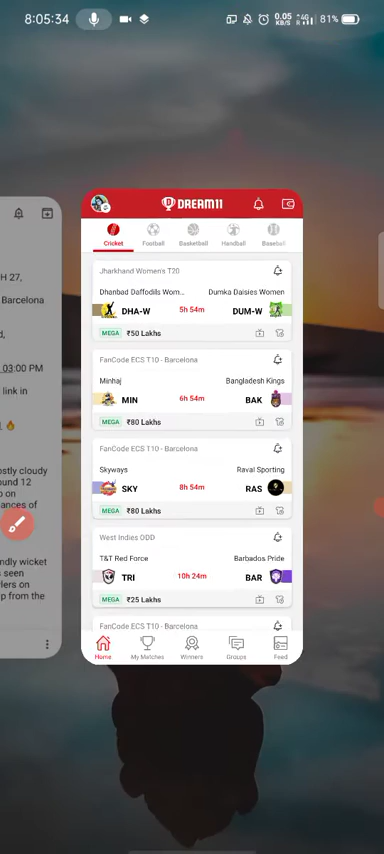 8:05:34
0.05
KB/S
4G
R
81%
H 27,
Barcelona
d,
03:00 PM
link in
ostly cloudy
ound 12
o on
ances of
ndly wicket
seen
lers on
p from the
DREAM11
Cricket
Football
Basketball
Handball
Baseball
Jharkhand Women's T20
Dhanbad Daffodils Wom...
Dumka Daisies Women
DHA-W
5h 54m
DUM-W
MEGA ₹50 Lakhs
FanCode ECS T10 - Barcelona
Minhaj
Bangladesh Kings
MIN
6h 54m
BAK
MEGA ₹80 Lakhs
FanCode ECS T10 - Barcelona
Skyways
Raval Sporting
SKY
8h 54m
RAS
MEGA ₹80 Lakhs
West Indies ODD
T&T Red Force
Barbados Pride
TRI
10h 24m
BAR
MEGA ₹25 Lakhs
FanCode ECS T10 - Barcelona
Home
My Matches
Winners
Groups
Feed